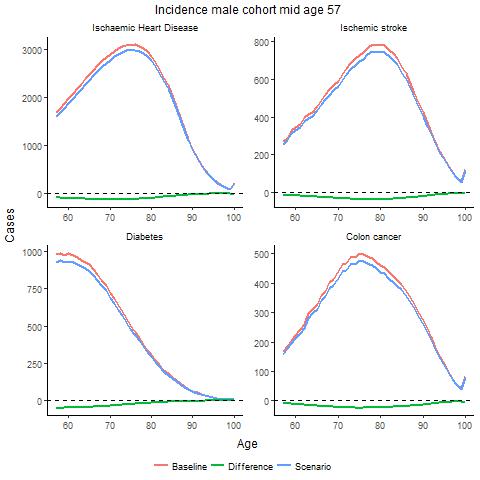 Incidence male cohort mid age 57
Ischaemic Heart Disease
Ischemic stroke
3000
2000
1000
0
60 70 80 90 100
800
600
400
200
0
60 70 80 90 100
Cases
Diabetes
Colon cancer
1000
750
500
250
0
60 70 80 90 100
500
400
300
200
100
0
60 70 80 90 100
Age
Baseline Difference Scenario